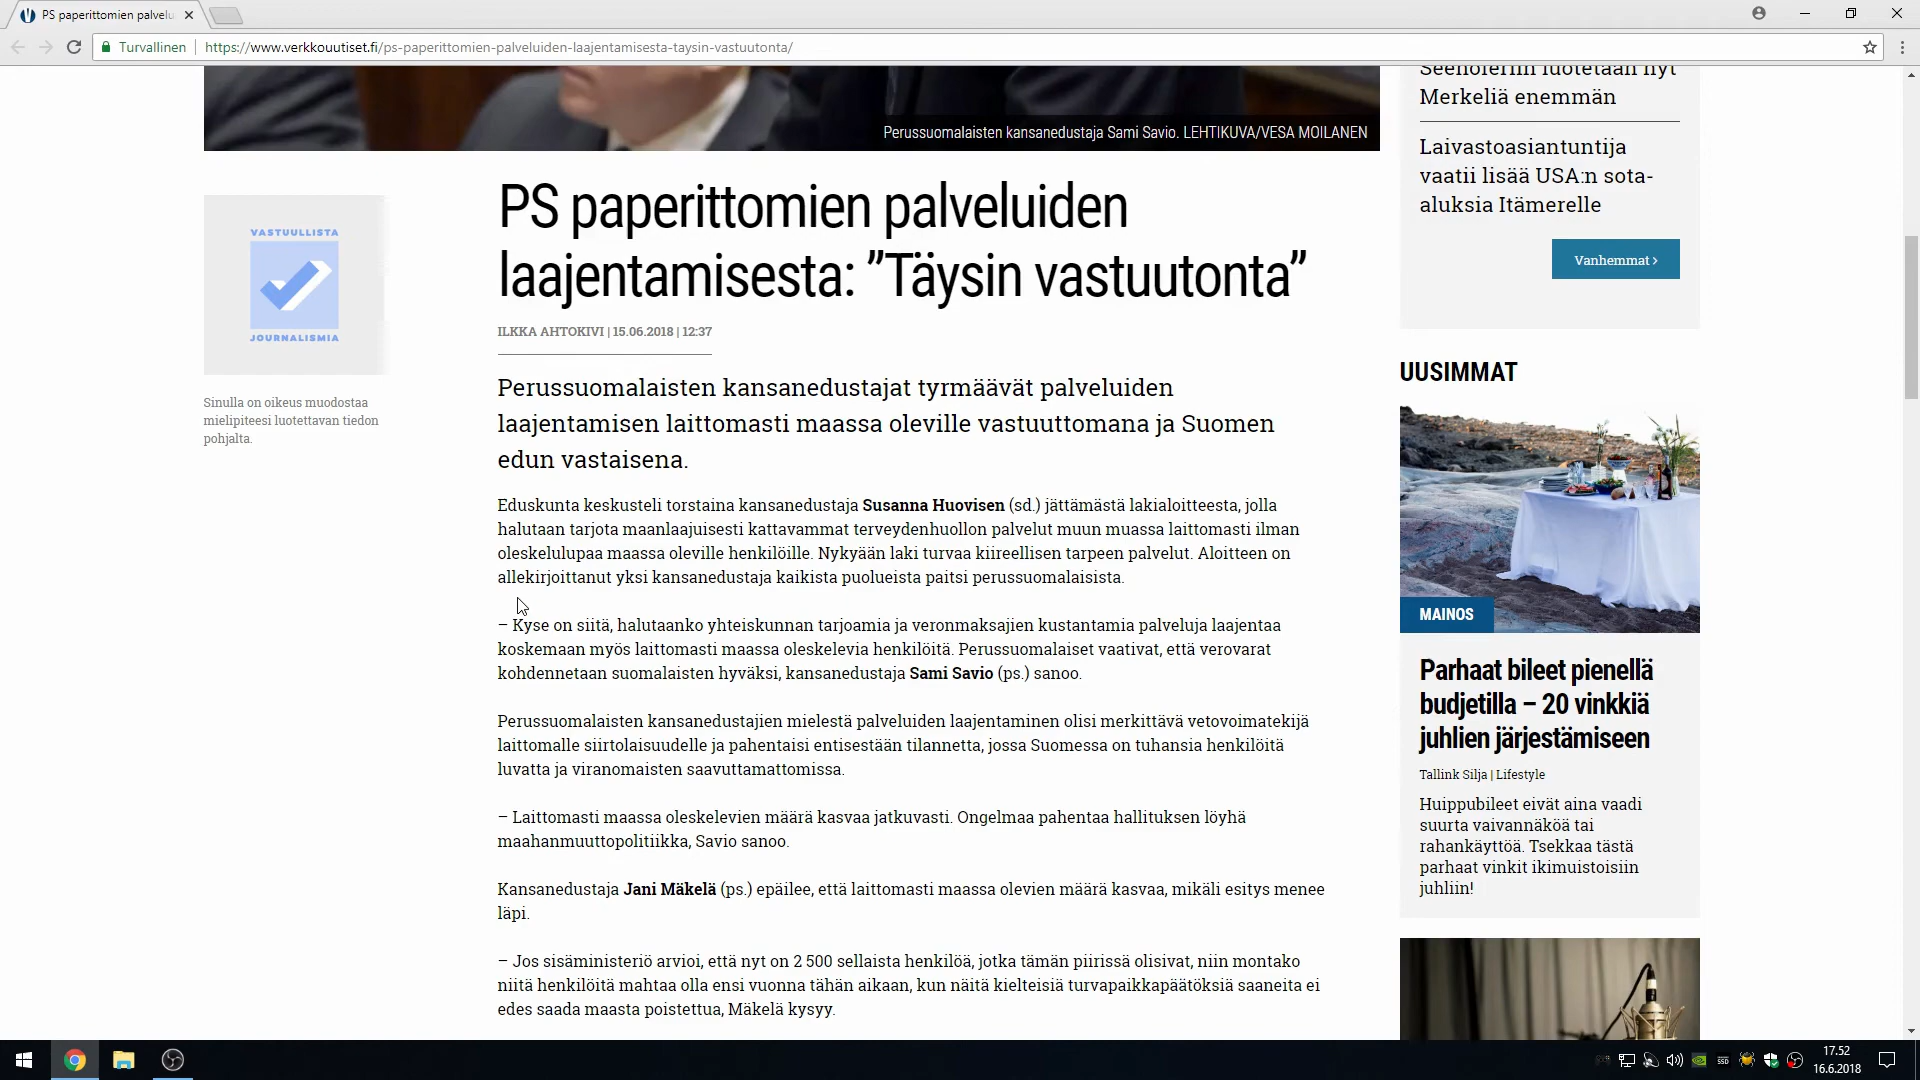 PS paperittomien palvelu
Turvallinen
https://www.verkkouutiset.fi/ps-paperittomien-palveluiden-laajentamisesta-taysin-vastuutonta/
Perussuomalaisten kansanedustaja Sami Savio. LEHTIKUVA/VESA MOILANEN
VASTUULLISTA
JOURNALISMIA
Sinulla on oikeus muodostaa
mielipiteesi luotettavan tiedon
pohjalta.
PS paperittomien palveluiden
laajentamisesta: ”Täysin vastuutonta”
ILKKA AHTOKIVI | 15.06.2018 | 12:37
Perussuomalaisten kansanedustajat tyrmäävät palveluiden
laajentamisen laittomasti maassa oleville vastuuttomana ja Suomen
edun vastaisena.
Eduskunta keskusteli torstaina kansanedustaja Susanna Huovisen (sd.) jättämästä lakialoitteesta, jolla
halutaan tarjota maanlaajuisesti kattavammat terveydenhuollon palvelut muun muassa laittomasti ilman
oleskelulupaa maassa oleville henkilöille. Nykyään laki turvaa kiireellisen tarpeen palvelut. Aloitteen on
allekirjoittanut yksi kansanedustaja kaikista puolueista paitsi perussuomalaisista.
– Kyse on siitä, halutaanko yhteiskunnan tarjoamia ja veronmaksajien kustantamia palveluja laajentaa
koskemaan myös laittomasti maassa oleskelevia henkilöitä. Perussuomalaiset vaativat, että verovarat
kohdennetaan suomalaisten hyväksi, kansanedustaja Sami Savio (ps.) sanoo.
Perussuomalaisten kansanedustajien mielestä palveluiden laajentaminen olisi merkittävä vetovoimatekijä
laittomalle siirtolaisuudelle ja pahentaisi entisestään tilannetta, jossa Suomessa on tuhansia henkilöitä
luvatta ja viranomaisten saavuttamattomissa.
– Laittomasti maassa oleskelevien määrä kasvaa jatkuvasti. Ongelmaa pahentaa hallituksen löyhä
maahanmuuttopolitiikka, Savio sanoo.
Kansanedustaja Jani Mäkelä (ps.) epäilee, että laittomasti maassa olevien määrä kasvaa, mikäli esitys menee
läpi.
– Jos sisäministeriö arvioi, että nyt on 2 500 sellaista henkilöä, jotka tämän piirissä olisivat, niin montako
niitä henkilöitä mahtaa olla ensi vuonna tähän aikaan, kun näitä kielteisiä turvapaikkapäätöksiä saaneita ei
edes saada maasta poistettua, Mäkelä kysyy.
Seehoferiin luotetaan nyt
Merkeliä enemmän
Laivastoasiantuntija
vaatii lisää USA:n sota-
aluksia Itämerelle
Vanhemmat ›
UUSIMMAT
MAINOS
Parhaat bileet pienellä
budjetilla – 20 vinkkiä
juhlien järjestämiseen
Tallink Silja | Lifestyle
Huippubileet eivät aina vaadi
suurta vaivannäköä tai
rahankäyttöä. Tsekkaa tästä
parhaat vinkit ikimuistoisiin
juhliin!
SSD
17.52
16.6.2018